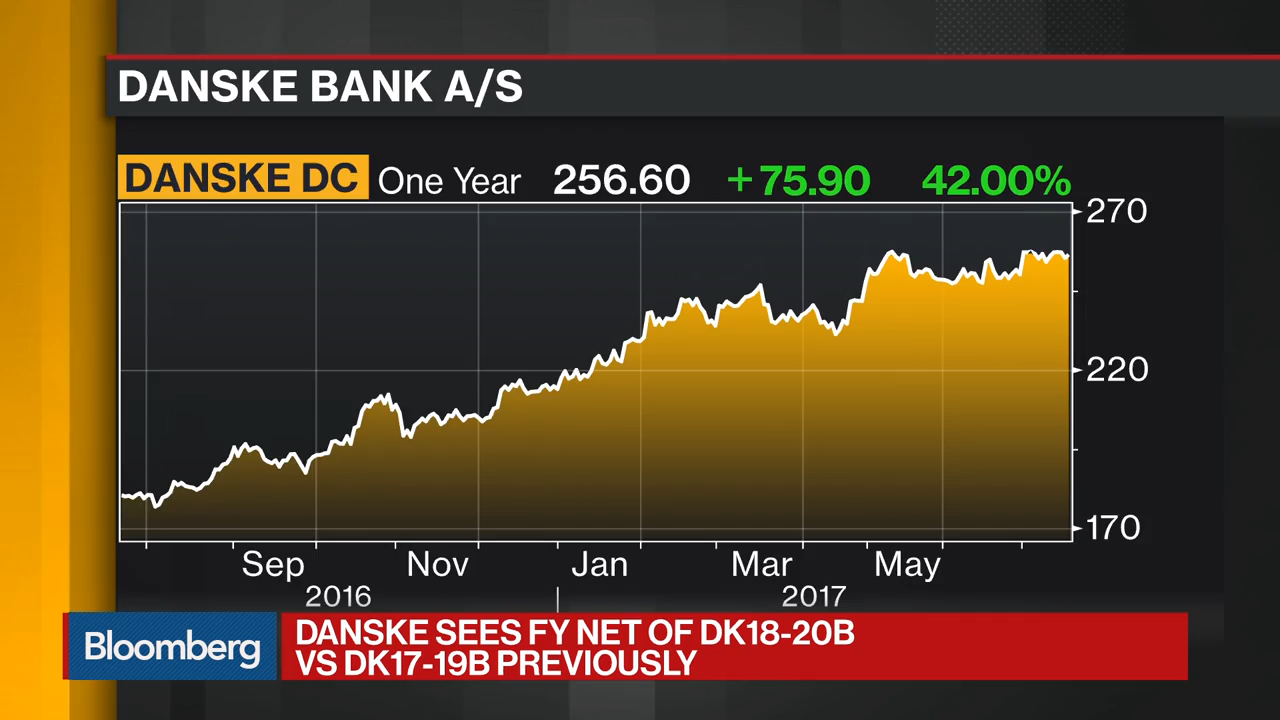 DANSKE BANK A/S
DANSKE DC One Year 256.60 +75.90 42.00%
270
220
170
Sep Nov Jan Mar May
2016 2017
Bloomberg
DANSKE SEES FY NET OF DK18-20B
VS DK17-19B PREVIOUSLY